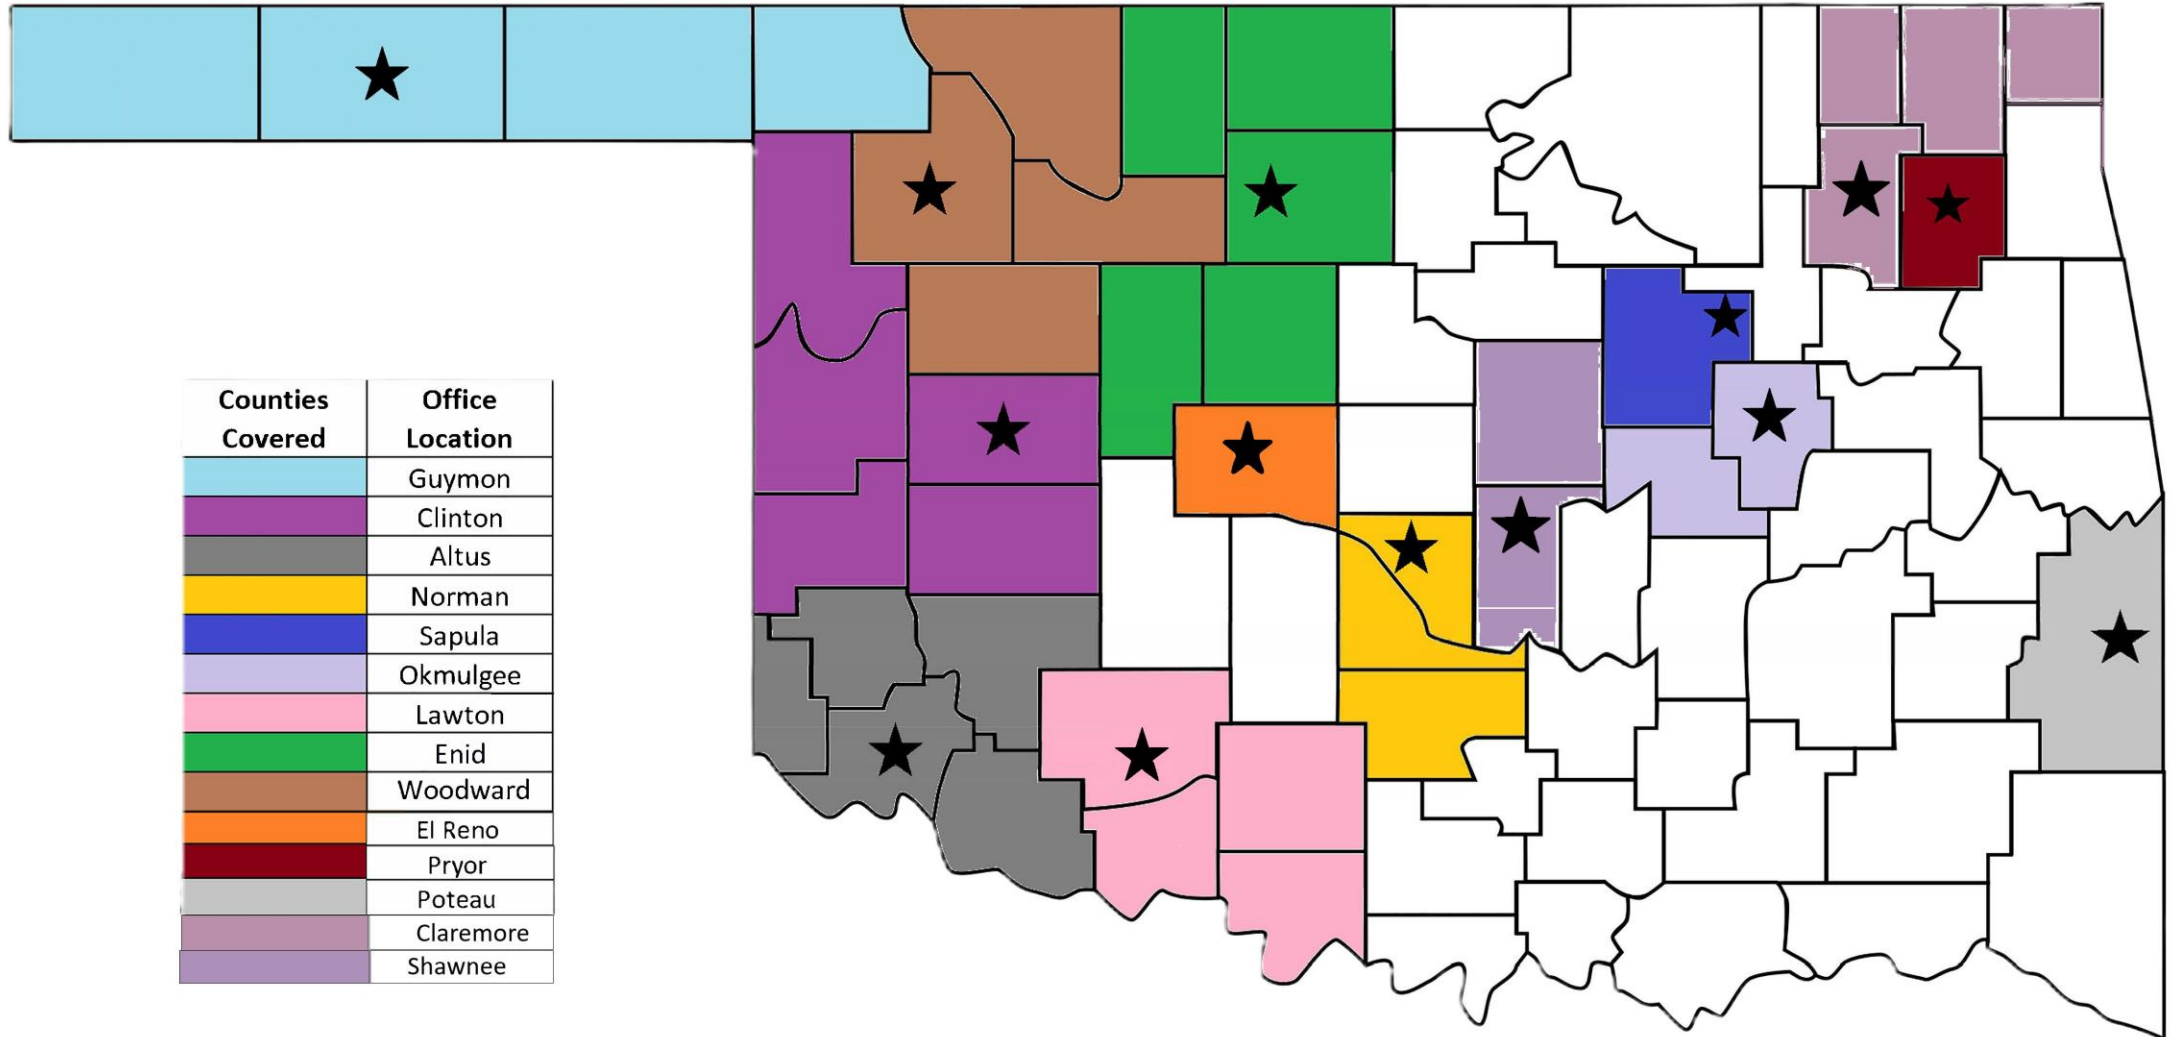 Counties Covered
Office Location
Guymon
Clinton
Altus
Norman
Sapula
Okmulgee
Lawton
Enid
Woodward
El Reno
Pryor
Poteau
Claremore
Shawnee